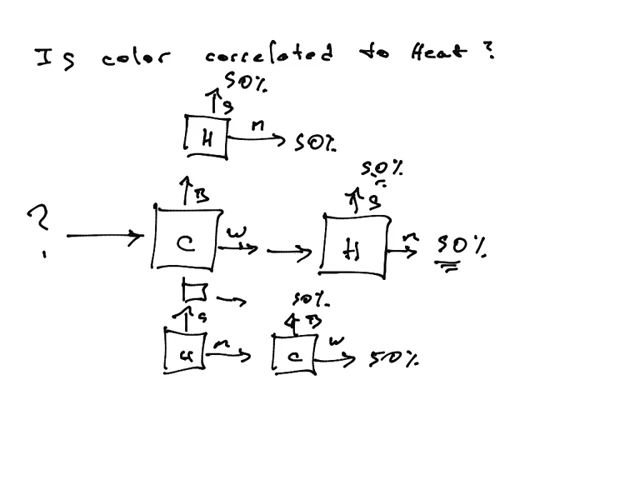 Is color correlated to Heat?
50%
S
H m 50%
50%
B S
? C w H m 50%
S 50% B
H m C w 50%